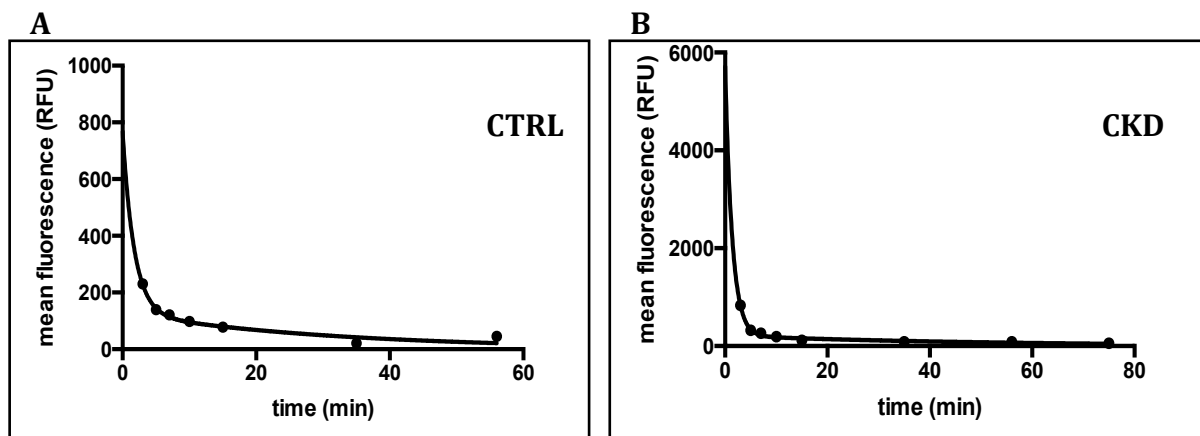 A
mean fluorescence (RFU)
1000
800
600
400
200
0
CTRL
0 20 40 60
time (min)
B
mean fluorescence (RFU)
6000
4000
2000
0
CKD
0 20 40 60 80
time (min)